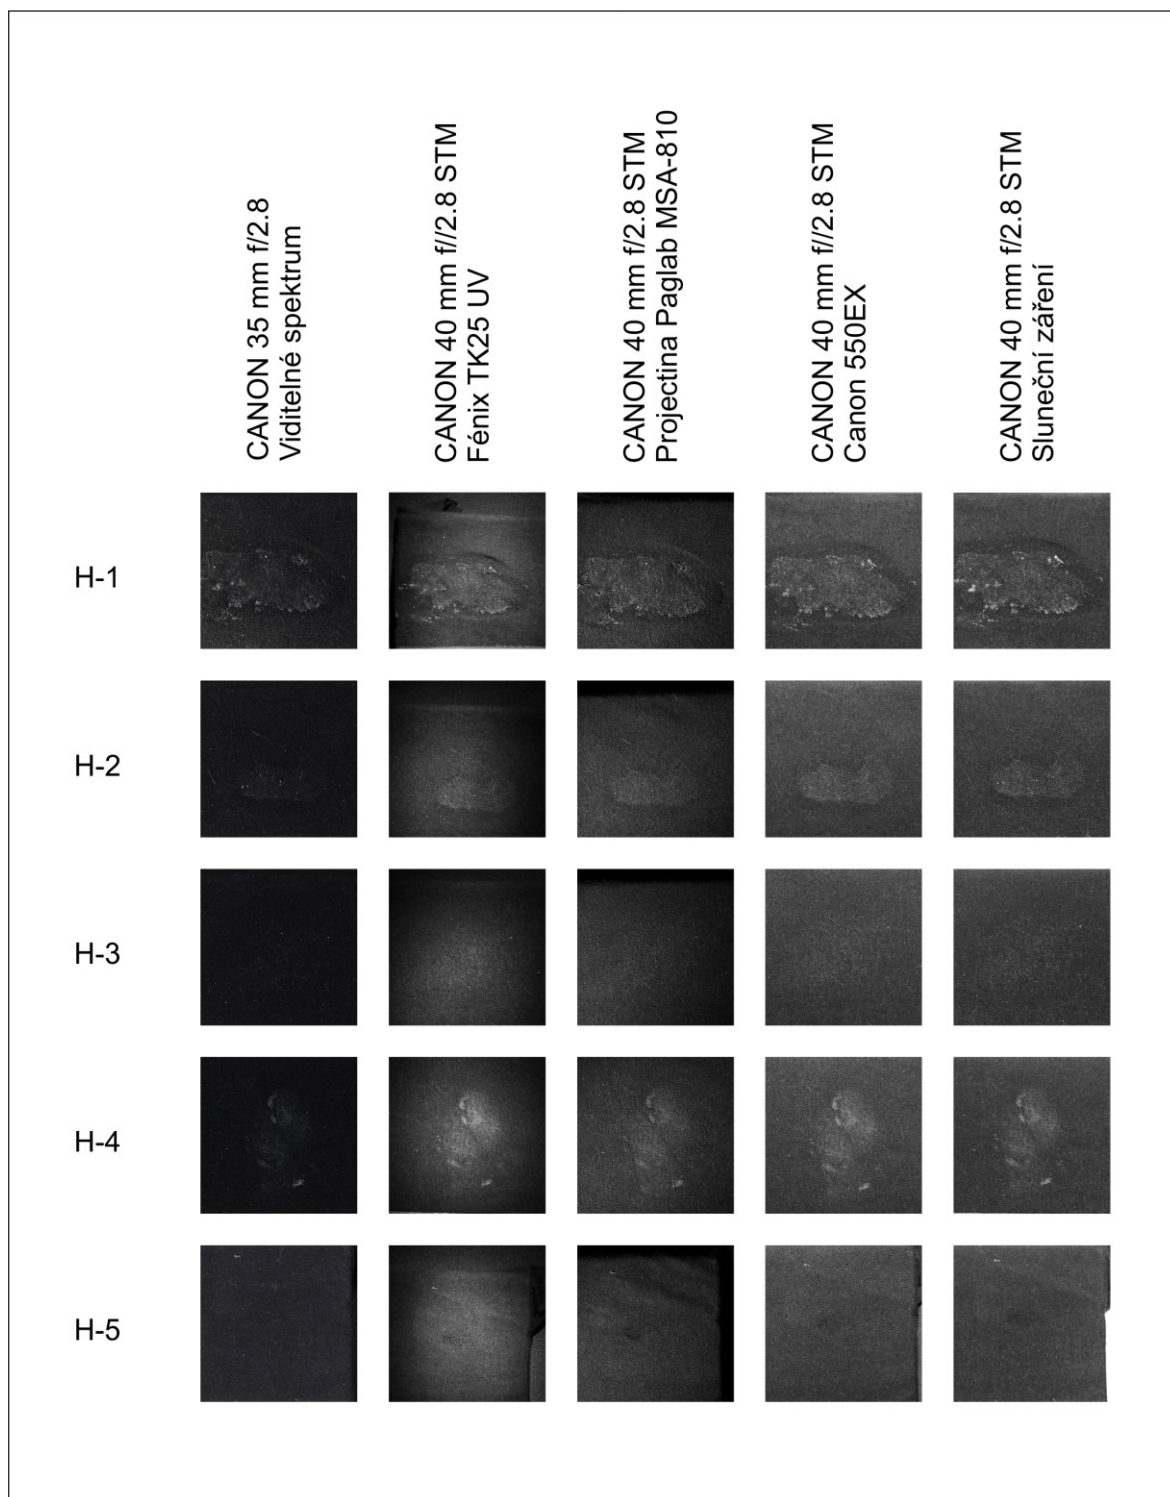 CANON 35 mm f/2.8
Viditelné spektrum
CANON 40 mm f//2.8 STM
Fénix TK25 UV
CANON 40 mm f/2.8 STM
Projectina Paglab MSA-810
CANON 40 mm f//2.8 STM
Canon 550EX
CANON 40 mm f/2.8 STM
Sluneční záření
H-1
H-2
H-3
H-4
H-5